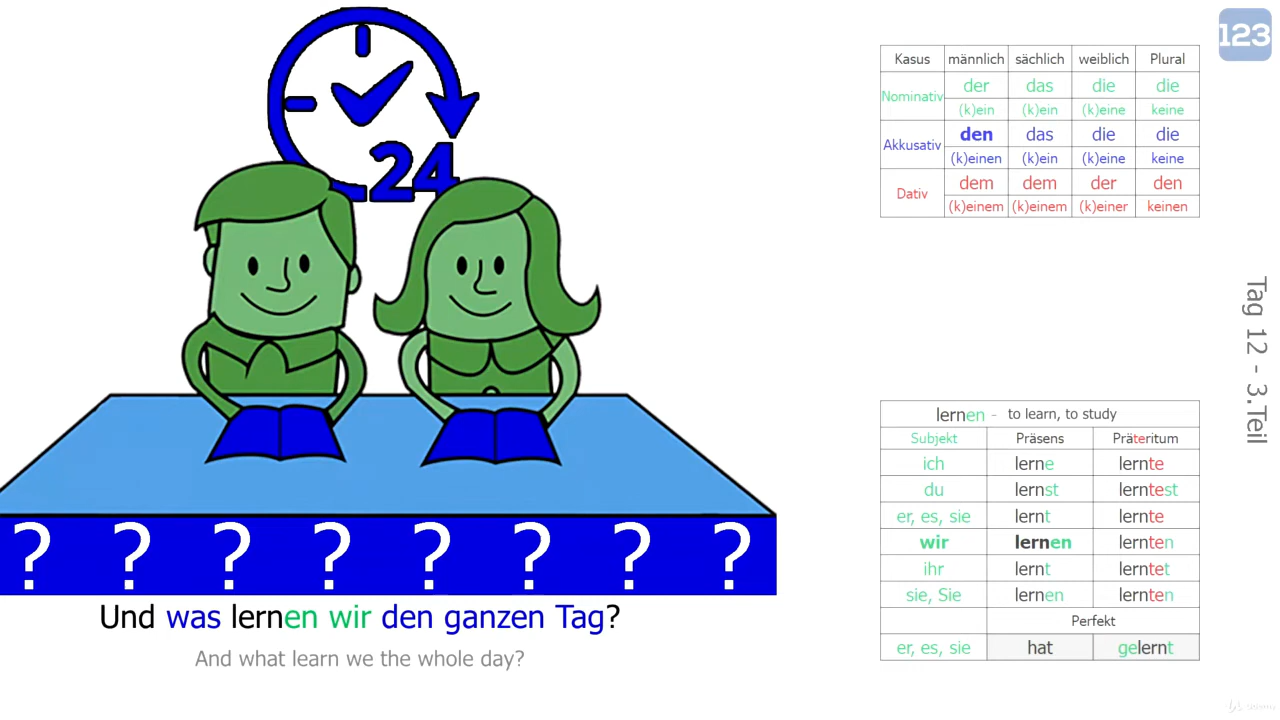 123
24
Kasus männlich sächlich weiblich Plural
Nominativ der das die die
(k)ein (k)ein (k)eine keine
Akkusativ den das die die
(k)einen (k)ein (k)eine keine
Dativ dem dem der den
(k)einem (k)einem (k)einer keinen
Tag 12 - 3.Teil
lernen - to learn, to study
Subjekt Präsens Präteritum
ich lerne lernte
du lernst lerntest
er, es, sie lernt lernte
wir lernen lernten
ihr lernt lerntet
sie, Sie lernen lernten
Perfekt
er, es, sie hat gelernt
? ? ? ? ? ? ? ?
Und was lernen wir den ganzen Tag?
And what learn we the whole day?